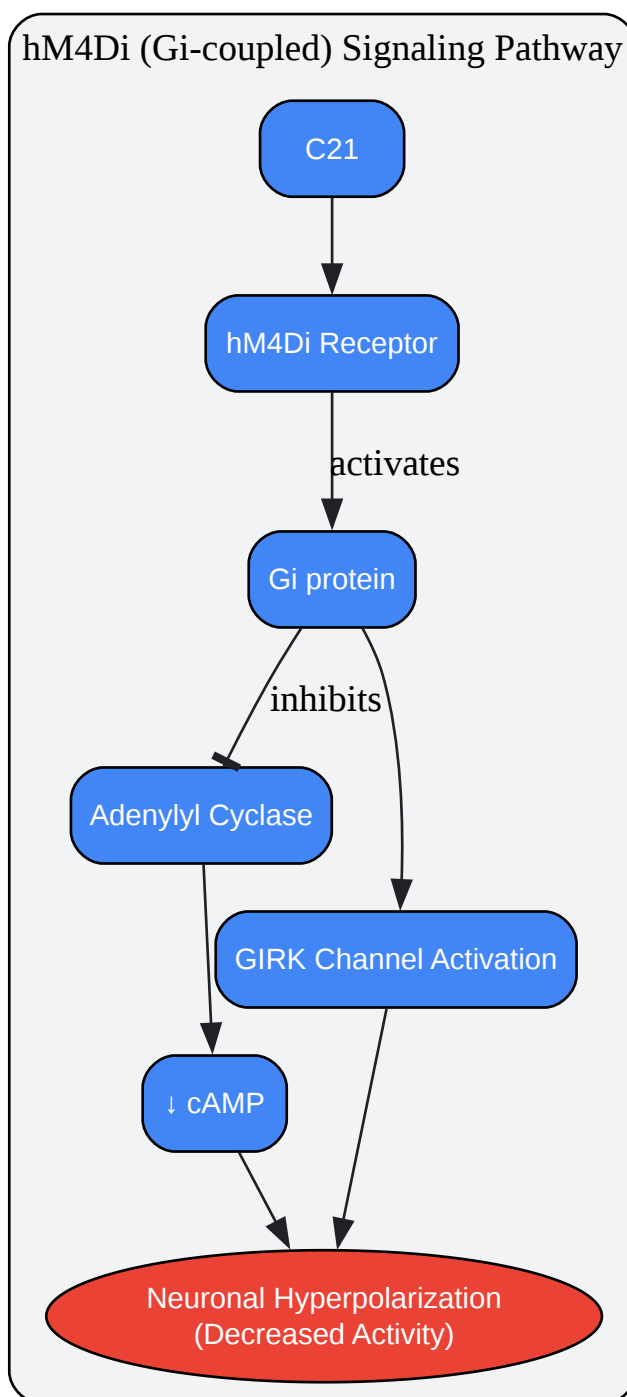 hM4Di (Gi-coupled) Signaling Pathway
C21
hM4Di Receptor
activates
Gi protein
inhibits
Adenylyl Cyclase
GIRK Channel Activation
↓ cAMP
Neuronal Hyperpolarization
(Decreased Activity)